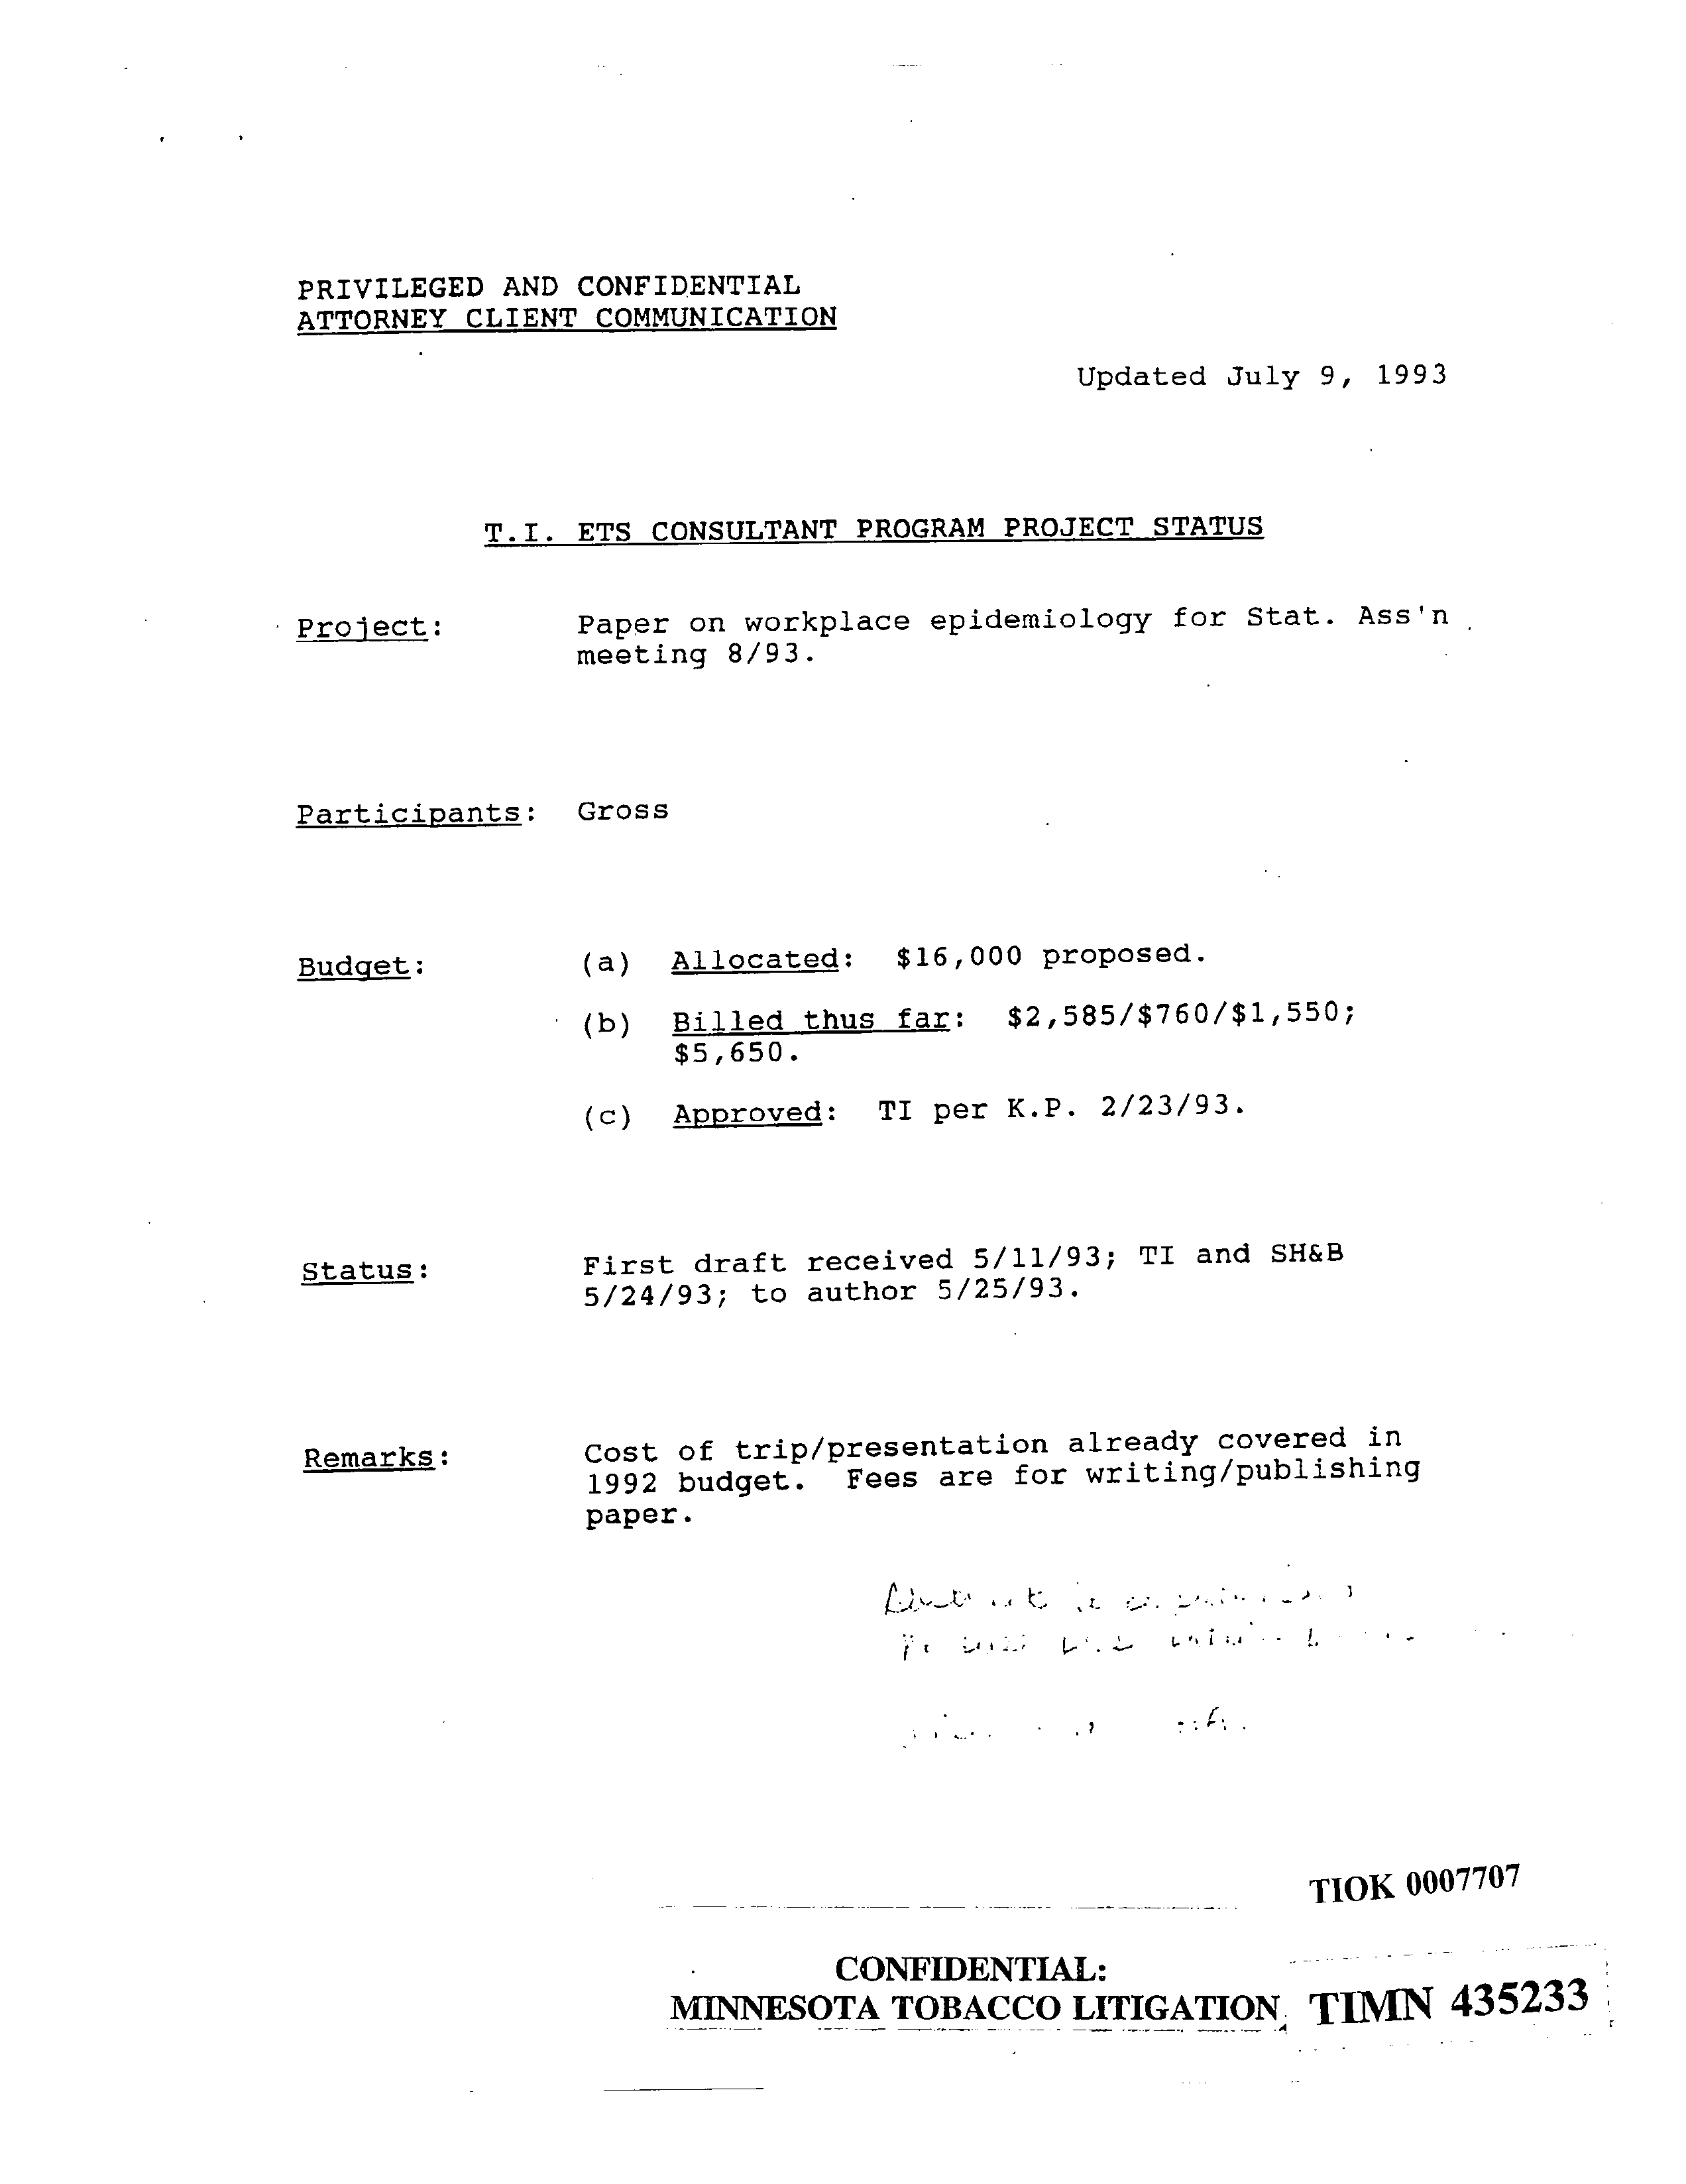 PRIVILEGED AND CONFIDENTIAL
ATTORNEY CLIENT COMMUNICATION
Updated July 9, 1993
T.I. ETS CONSULTANT PROGRAM PROJECT STATUS
Project: Paper on workplace epidemiology for Stat. Ass'n
meeting 8/93.
Participants: Gross
Budget: (a) Allocated: $16,000 proposed.
(b) Billed thus far: $2,585/$760/$1,550;
$5,650.
(c) Approved: TI per K.P. 2/23/93.
Status: First draft received 5/11/93; TI and SH&B
5/24/93; to author 5/25/93.
Remarks: Cost of trip/presentation already covered in
1992 budget. Fees are for writing/publishing
paper.
TIOK 0007707
CONFIDENTIAL:
MINNESOTA TOBACCO LITIGATION TIMN 435233